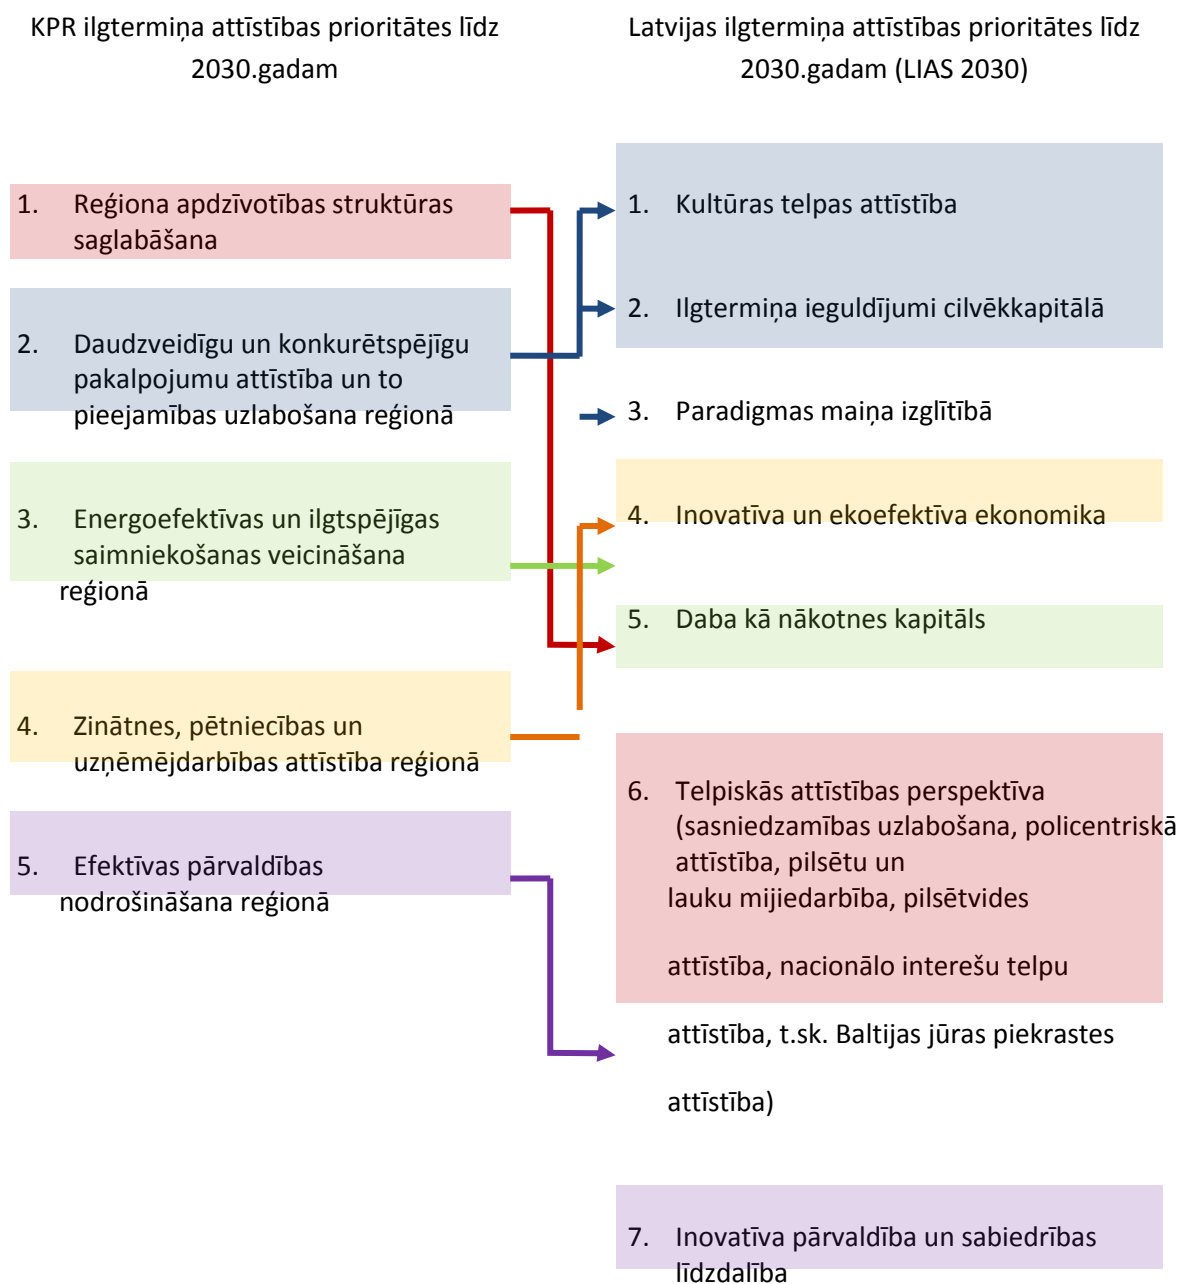 KPR ilgtermiņa attīstības prioritātes līdz
2030.gadam
1. Reģiona apdzīvotības struktūras
saglabāšana
2. Daudzveidīgu un konkurētspējīgu
pakalpojumu attīstība un to
pieejamības uzlabošana reģionā
3. Energoefektīvas un ilgtspējīgas
saimniekošanas veicināšana
reģionā
4. Zinātnes, pētniecības un
uzņēmējdarbības attīstība reģionā
5. Efektīvas pārvaldības
nodrošināšana reģionā
Latvijas ilgtermiņa attīstības prioritātes līdz
2030.gadam (LIAS 2030)
1. Kultūras telpas attīstība
2. Ilgtermiņa ieguldījumi cilvēkkapitālā
3. Paradigmas maiņa izglītībā
4. Inovatīva un ekoefektīva ekonomika
5. Daba kā nākotnes kapitāls
6. Telpiskās attīstības perspektīva
(sasniedzamības uzlabošana, policentriskā
attīstība, pilsētu un
lauku mijiedarbība, pilsētvides
attīstība, nacionālo interešu telpu
attīstība, t.sk. Baltijas jūras piekrastes
attīstība)
7. Inovatīva pārvaldība un sabiedrības
līdzdalība